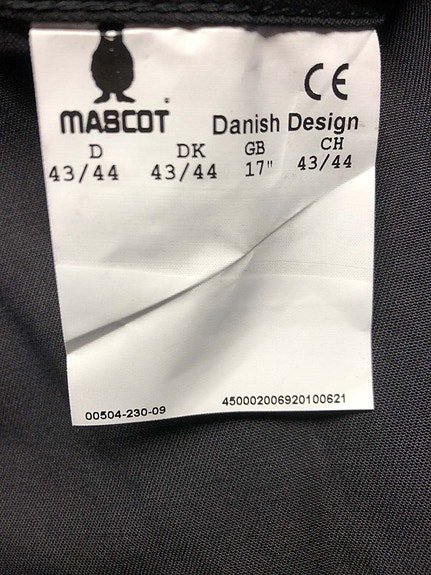 CE
MASCOT Danish Design
D DK GB CH
43/44 43/44 17" 43/44
00504-230-09 450002006920100621